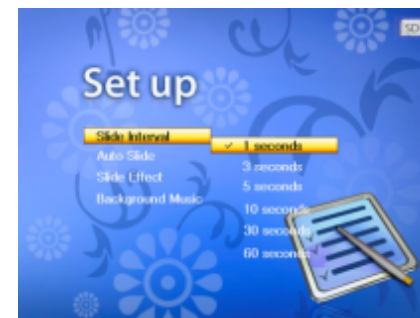 SD
Set up
Slide Interval
Auto Slide
Slide Effect
Background Music
✓ 1 seconds
3 seconds
5 seconds
10 seconds
30 seconds
60 seconds